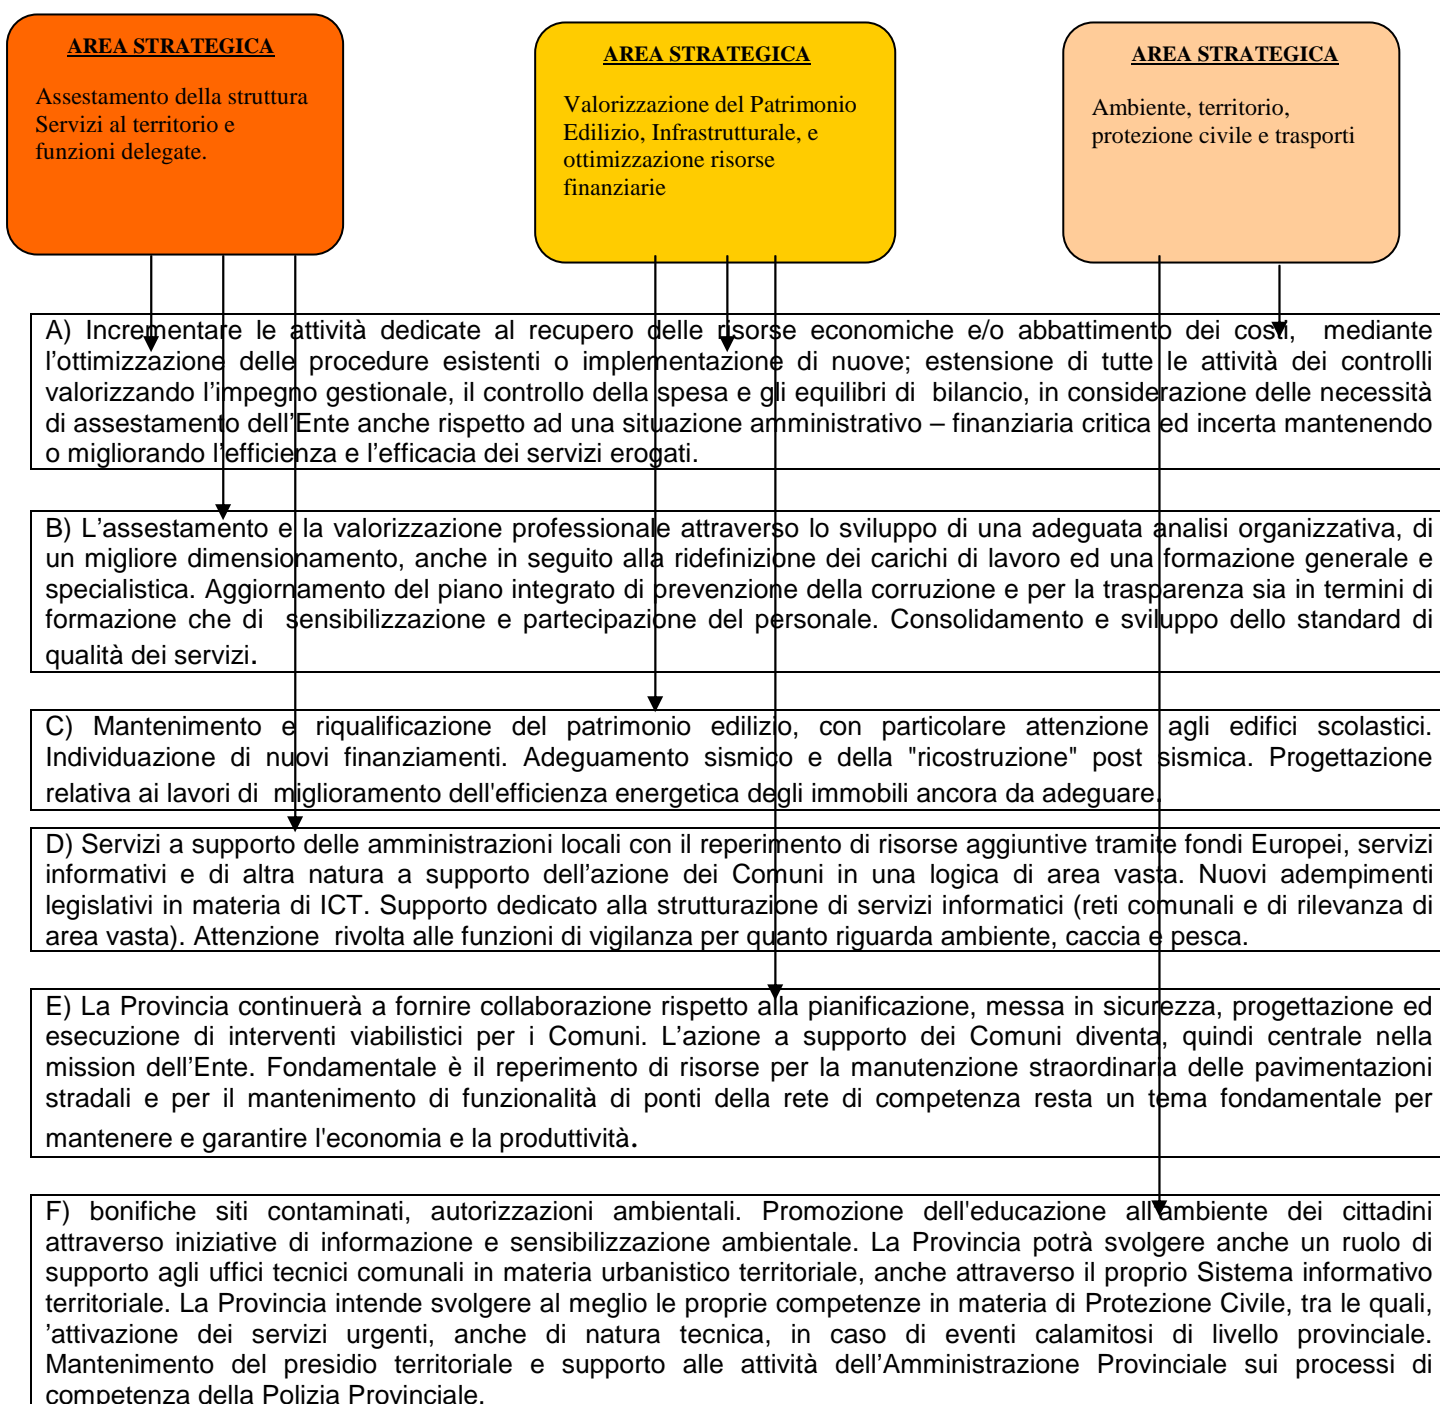 AREA STRATEGICA
Assestamento della struttura
Servizi al territorio e
funzioni delegate.
AREA STRATEGICA
Valorizzazione del Patrimonio
Edilizio, Infrastrutturale, e
ottimizzazione risorse
finanziarie
AREA STRATEGICA
Ambiente, territorio,
protezione civile e trasporti
A) Incrementare le attività dedicate al recupero delle risorse economiche e/o abbattimento dei costi, mediante
l’ottimizzazione delle procedure esistenti o implementazione di nuove; estensione di tutte le attività dei controlli
valorizzando l’impegno gestionale, il controllo della spesa e gli equilibri di bilancio, in considerazione delle necessità
di assestamento dell’Ente anche rispetto ad una situazione amministrativo – finanziaria critica ed incerta mantenendo
o migliorando l’efficienza e l’efficacia dei servizi erogati.
B) L’assestamento e la valorizzazione professionale attraverso lo sviluppo di una adeguata analisi organizzativa, di
un migliore dimensionamento, anche in seguito alla ridefinizione dei carichi di lavoro ed una formazione generale e
specialistica. Aggiornamento del piano integrato di prevenzione della corruzione e per la trasparenza sia in termini di
formazione che di sensibilizzazione e partecipazione del personale. Consolidamento e sviluppo dello standard di
qualità dei servizi.
C) Mantenimento e riqualificazione del patrimonio edilizio, con particolare attenzione agli edifici scolastici.
Individuazione di nuovi finanziamenti. Adeguamento sismico e della "ricostruzione" post sismica. Progettazione
relativa ai lavori di miglioramento dell'efficienza energetica degli immobili ancora da adeguare.
D) Servizi a supporto delle amministrazioni locali con il reperimento di risorse aggiuntive tramite fondi Europei, servizi
informativi e di altra natura a supporto dell’azione dei Comuni in una logica di area vasta. Nuovi adempimenti
legislativi in materia di ICT. Supporto dedicato alla strutturazione di servizi informatici (reti comunali e di rilevanza di
area vasta). Attenzione rivolta alle funzioni di vigilanza per quanto riguarda ambiente, caccia e pesca.
E) La Provincia continuerà a fornire collaborazione rispetto alla pianificazione, messa in sicurezza, progettazione ed
esecuzione di interventi viabilistici per i Comuni. L’azione a supporto dei Comuni diventa, quindi centrale nella
mission dell’Ente. Fondamentale è il reperimento di risorse per la manutenzione straordinaria delle pavimentazioni
stradali e per il mantenimento di funzionalità di ponti della rete di competenza resta un tema fondamentale per
mantenere e garantire l'economia e la produttività.
F) bonifiche siti contaminati, autorizzazioni ambientali. Promozione dell'educazione all'ambiente dei cittadini
attraverso iniziative di informazione e sensibilizzazione ambientale. La Provincia potrà svolgere anche un ruolo di
supporto agli uffici tecnici comunali in materia urbanistico territoriale, anche attraverso il proprio Sistema informativo
territoriale. La Provincia intende svolgere al meglio le proprie competenze in materia di Protezione Civile, tra le quali,
’attivazione dei servizi urgenti, anche di natura tecnica, in caso di eventi calamitosi di livello provinciale.
Mantenimento del presidio territoriale e supporto alle attività dell’Amministrazione Provinciale sui processi di
competenza della Polizia Provinciale.